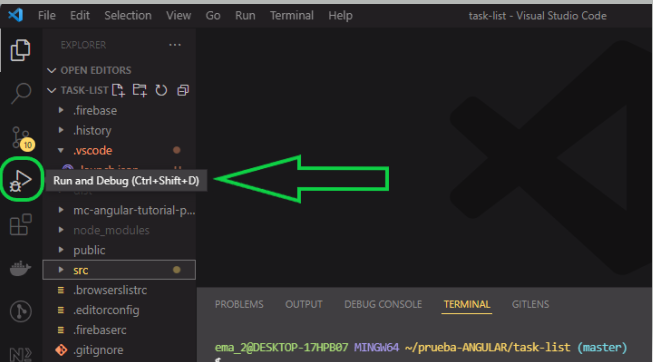 File Edit Selection View Go Run Terminal Help task-list - Visual Studio Code
EXPLORER ...
OPEN EDITORS
TASK-LIST
.firebase
.history
10
.vscode
launch.json
Run and Debug (Ctrl+Shift+D)
mc-angular-tutorial-p...
node_modules
public
src
.browserslistrc
.editorconfig
.firebaserc
.gitignore
PROBLEMS OUTPUT DEBUG CONSOLE TERMINAL GITLENS
ema_2@DESKTOP-17HPB07 MINGW64 ~/prueba-ANGULAR/task-list (master)